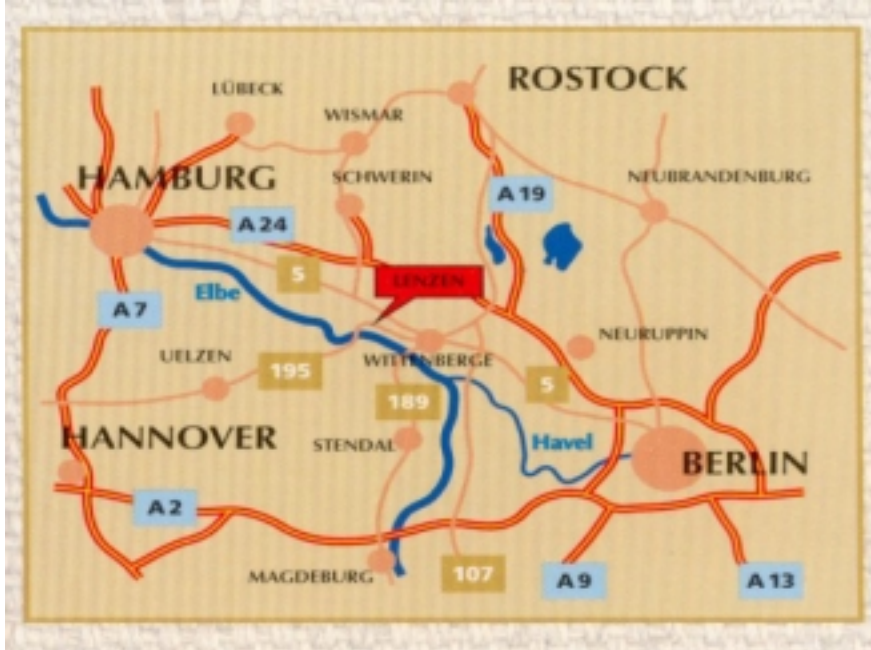 LÜBECK
ROSTOCK
WISMAR
HAMBURG
SCHWERIN
NEUBRANDENBURG
A 19
A 24
5
LENZEN
Elbe
A 7
NEURUPPIN
UELZEN
WITTENBERGE
195
5
189
HANNOVER
STENDAL
Havel
BERLIN
A 2
MAGDEBURG
107
A 9
A 13